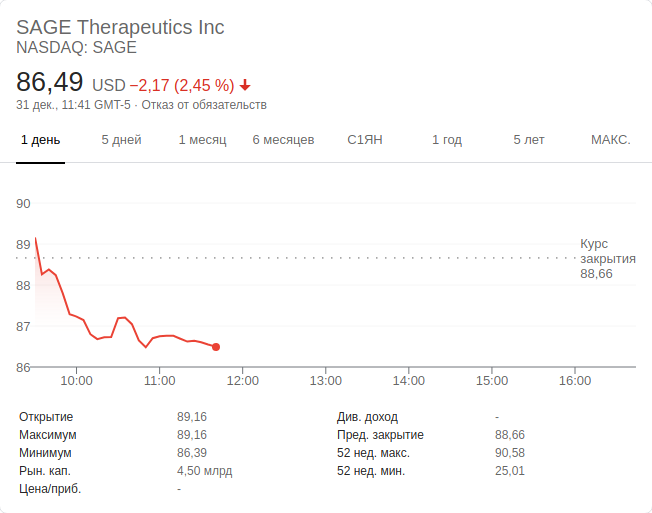 SAGE Therapeutics Inc
NASDAQ: SAGE
86,49 USD −2,17 (2,45 %)
31 дек., 11:41 GMT-5 · Отказ от обязательств
1 день 5 дней 1 месяц 6 месяцев С1ЯН 1 год 5 лет МАКС.
90
89
88
87
86
Курс
закрытия
88,66
10:00 11:00 12:00 13:00 14:00 15:00 16:00
Открытие 89,16
Максимум 89,16
Минимум 86,39
Рын. кап. 4,50 млрд
Цена/приб. -
Див. доход -
Пред. закрытие 88,66
52 нед. макс. 90,58
52 нед. мин. 25,01